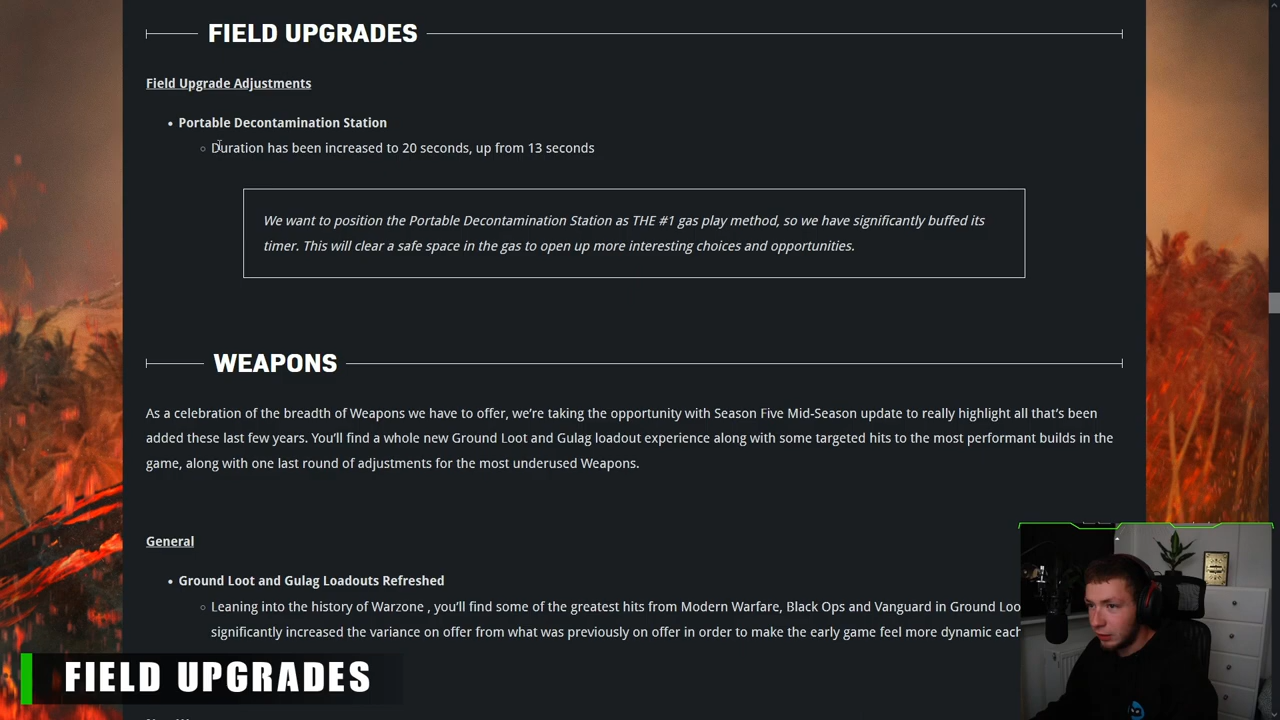 FIELD UPGRADES
Field Upgrade Adjustments
• Portable Decontamination Station
○ Duration has been increased to 20 seconds, up from 13 seconds
We want to position the Portable Decontamination Station as THE #1 gas play method, so we have significantly buffed its
timer. This will clear a safe space in the gas to open up more interesting choices and opportunities.
WEAPONS
As a celebration of the breadth of Weapons we have to offer, we're taking the opportunity with Season Five Mid-Season update to really highlight all that's been
added these last few years. You'll find a whole new Ground Loot and Gulag loadout experience along with some targeted hits to the most performant builds in the
game, along with one last round of adjustments for the most underused Weapons.
General
• Ground Loot and Gulag Loadouts Refreshed
○ Leaning into the history of Warzone , you'll find some of the greatest hits from Modern Warfare, Black Ops and Vanguard in Ground Loo
significantly increased the variance on offer from what was previously on offer in order to make the early game feel more dynamic each
FIELD UPGRADES